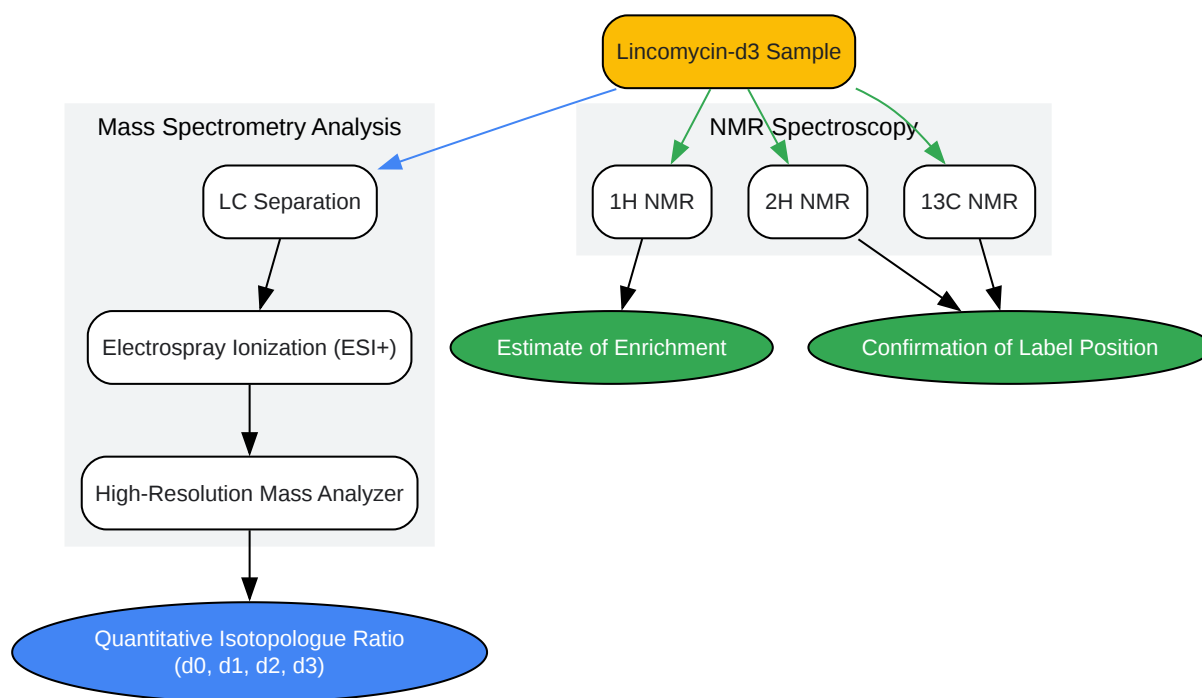 Lincomycin-d3 Sample
Mass Spectrometry Analysis
NMR Spectroscopy
LC Separation
1H NMR
2H NMR
13C NMR
Electrospray Ionization (ESI+)
Estimate of Enrichment
Confirmation of Label Position
High-Resolution Mass Analyzer
Quantitative Isotopologue Ratio
(d0, d1, d2, d3)